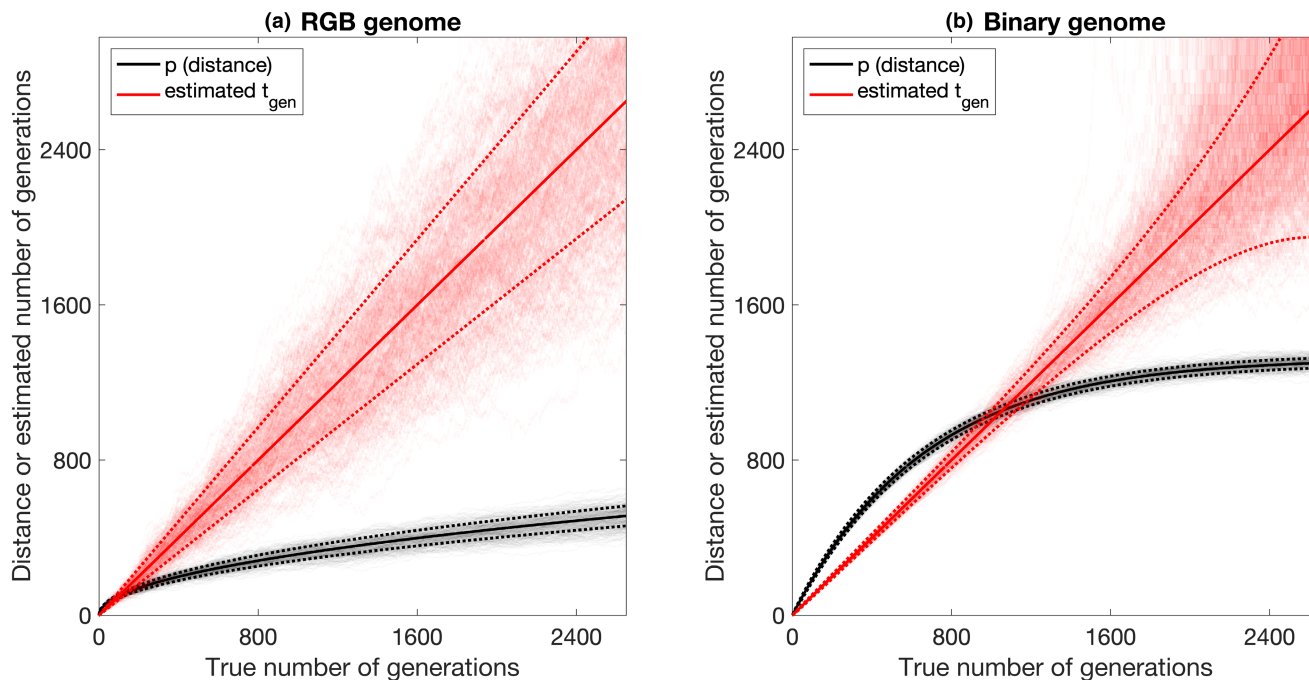 (a) RGB genome
p (distance)
estimated t_gen
Distance or estimated number of generations
2400
1600
800
0
0 800 1600 2400
True number of generations
(b) Binary genome
p (distance)
estimated t_gen
Distance or estimated number of generations
2400
1600
800
0
0 800 1600 2400
True number of generations